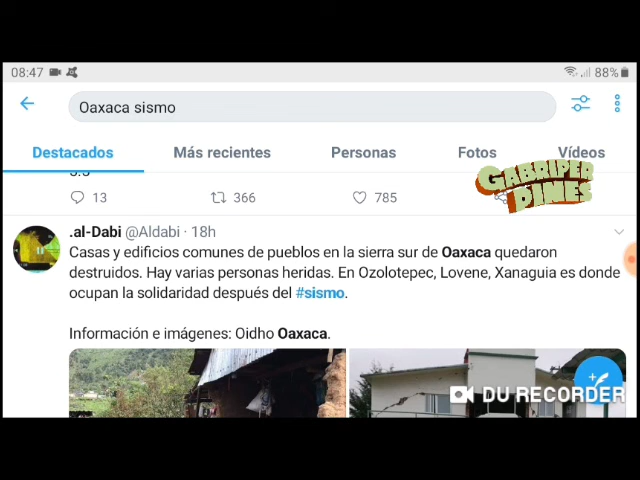 08:47 88%
Oaxaca sismo
Destacados Más recientes Personas Fotos Vídeos
GABRIPER
DINES
13 366 785
.al-Dabi @Aldabi · 18h
Casas y edificios comunes de pueblos en la sierra sur de Oaxaca quedaron
destruidos. Hay varias personas heridas. En Ozolotepec, Lovene, Xanaguia es donde
ocupan la solidaridad después del #sismo.
Información e imágenes: Oidho Oaxaca.
DU RECORDER